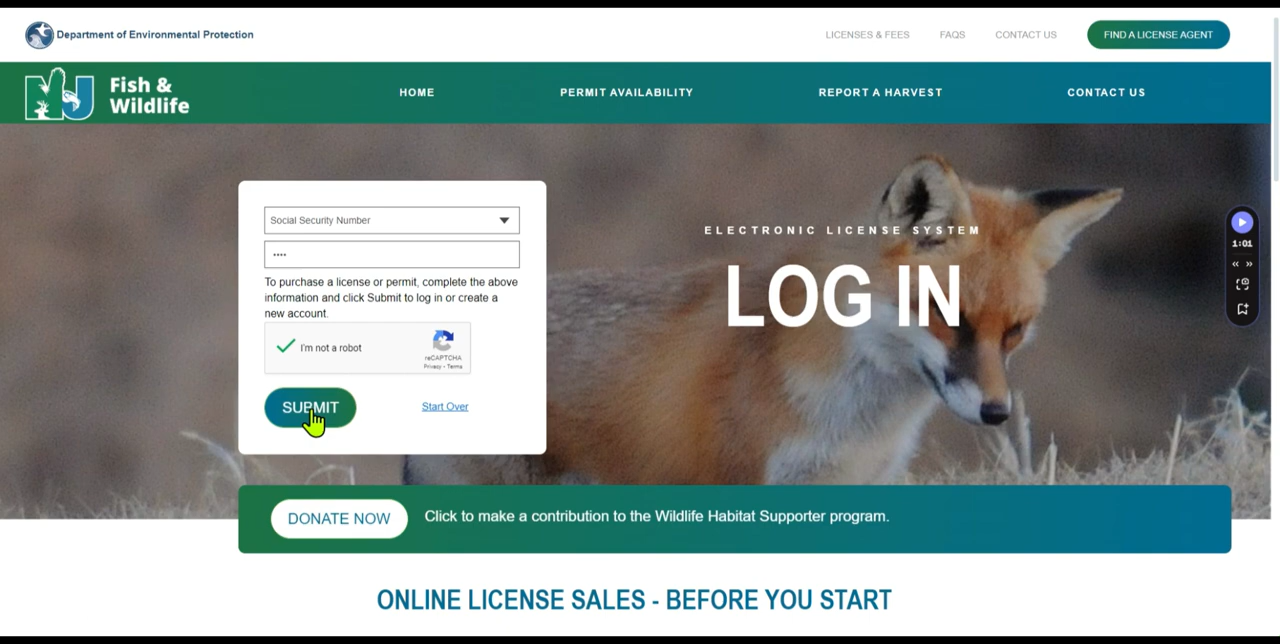 Department of Environmental Protection
LICENSES & FEES
FAQS
CONTACT US
FIND A LICENSE AGENT
NJ
Fish &
Wildlife
HOME
PERMIT AVAILABILITY
REPORT A HARVEST
CONTACT US
Social Security Number
····
To purchase a license or permit, complete the above
information and click Submit to log in or create a
new account.
I'm not a robot
reCAPTCHA
Privacy - Terms
SUBMIT
Start Over
ELECTRONIC LICENSE SYSTEM
LOG IN
1:01
« »
DONATE NOW
Click to make a contribution to the Wildlife Habitat Supporter program.
ONLINE LICENSE SALES - BEFORE YOU START